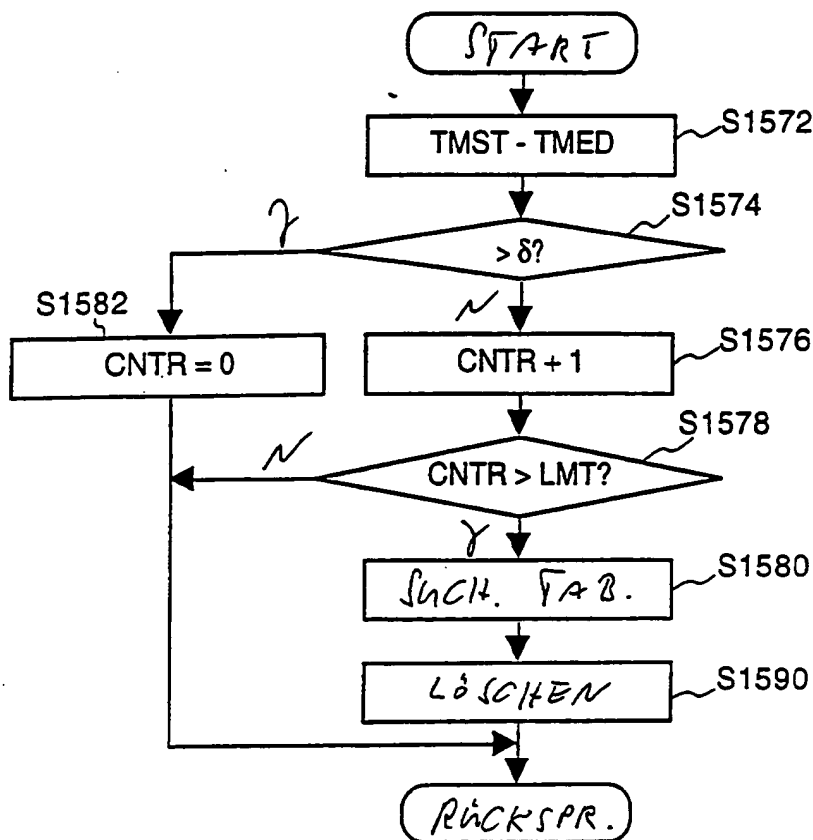 START
TMST - TMED
S1572
> δ?
S1574
γ
N
S1582
CNTR = 0
CNTR + 1
S1576
CNTR > LMT?
S1578
N
γ
SUCH. TAB.
S1580
LÖSCHEN
S1590
RÜCKSPR.